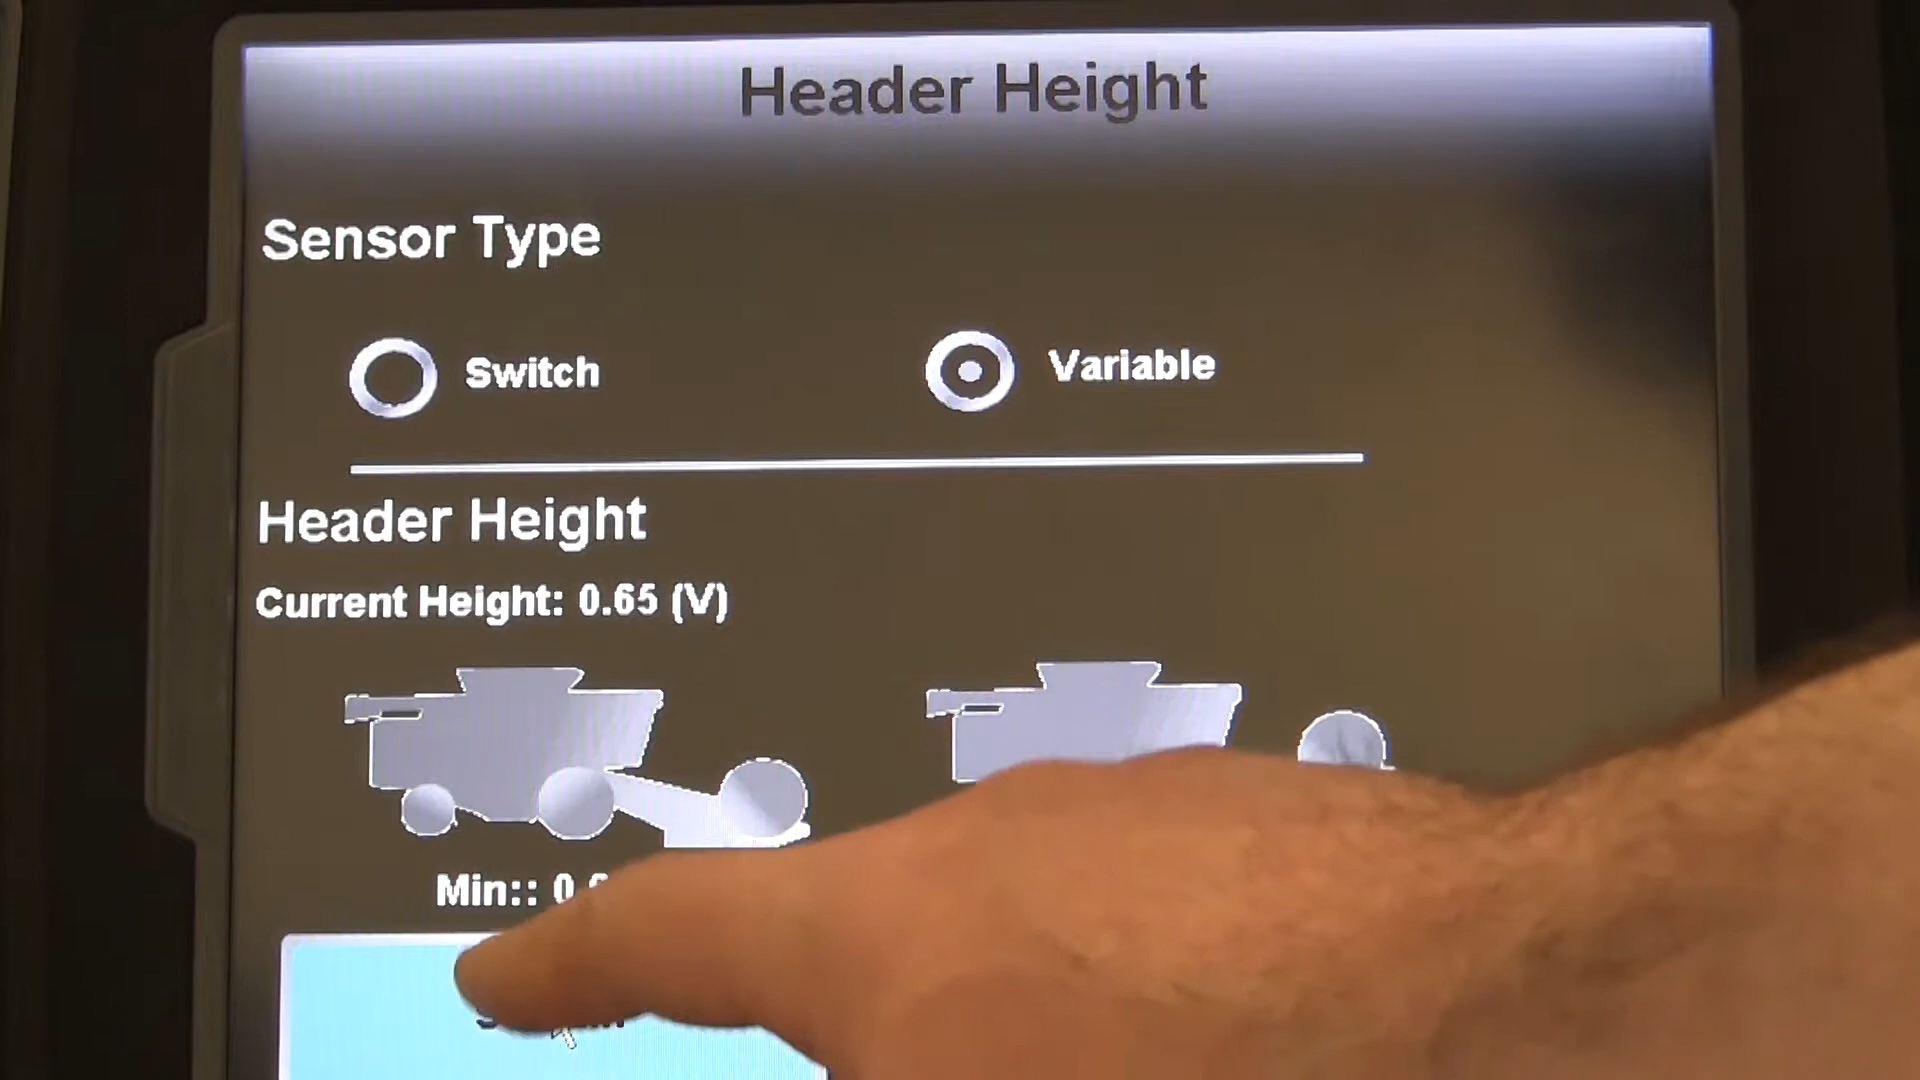 Header Height
Sensor Type
Switch
Variable
Header Height
Current Height: 0.65 (V)
Min::